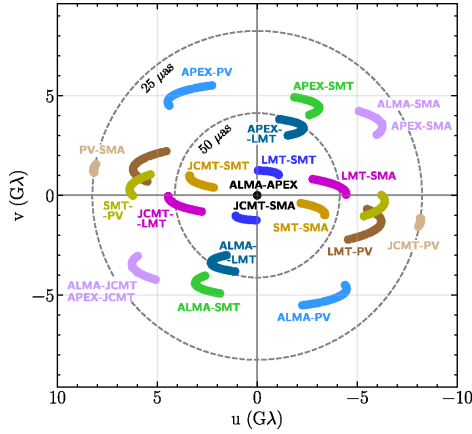 APEX-PV
25 μas
APEX-SMT
ALMA-SMA
APEX-SMA
50 μas
APEX-
-LMT
PV-SMA
JCMT-SMT
LMT-SMT
LMT-SMA
ALMA-APEX
JCMT-SMA
SMT-
-PV
JCMT-
-LMT
SMT-SMA
LMT-PV
JCMT-PV
ALMA-
-LMT
ALMA-JCMT
APEX-JCMT
ALMA-SMT
ALMA-PV
v (Gλ)
5
0
−5
10
5
0
−5
−10
u (Gλ)